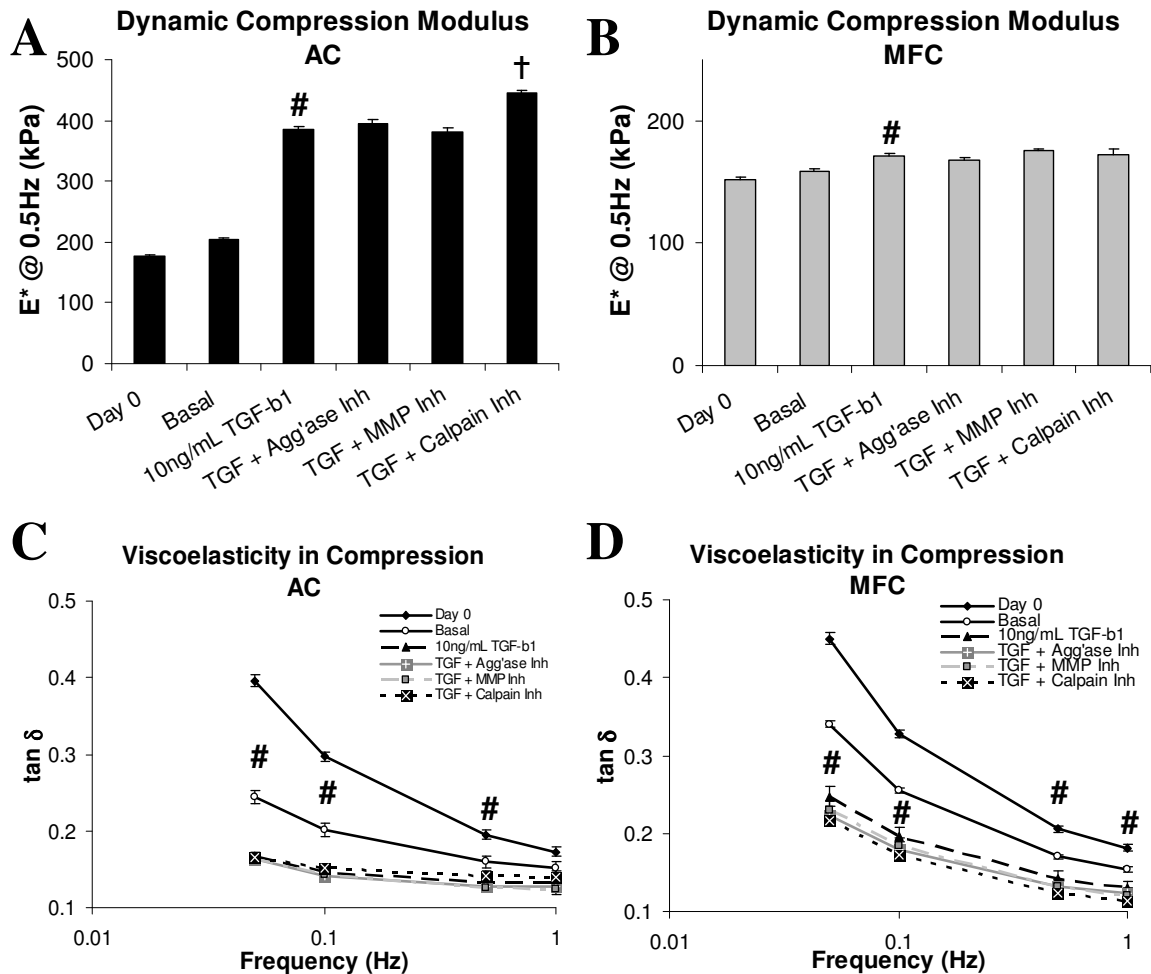 A
Dynamic Compression Modulus
AC
E* @ 0.5Hz (kPa)
500
400
300
200
100
0
#
†
Day 0
Basal
10ng/mL TGF-b1
TGF + Agg'ase Inh
TGF + MMP Inh
TGF + Calpain Inh
B
Dynamic Compression Modulus
MFC
E* @ 0.5Hz (kPa)
200
100
0
#
Day 0
Basal
10ng/mL TGF-b1
TGF + Agg'ase Inh
TGF + MMP Inh
TGF + Calpain Inh
C
Viscoelasticity in Compression
AC
tan δ
0.5
0.4
0.3
0.2
0.1
Day 0
Basal
10ng/mL TGF-b1
TGF + Agg'ase Inh
TGF + MMP Inh
TGF + Calpain Inh
#
#
#
0.01
0.1
1
Frequency (Hz)
D
Viscoelasticity in Compression
MFC
tan δ
0.5
0.4
0.3
0.2
0.1
Day 0
Basal
10ng/mL TGF-b1
TGF + Agg'ase Inh
TGF + MMP Inh
TGF + Calpain Inh
#
#
#
#
0.01
0.1
1
Frequency (Hz)